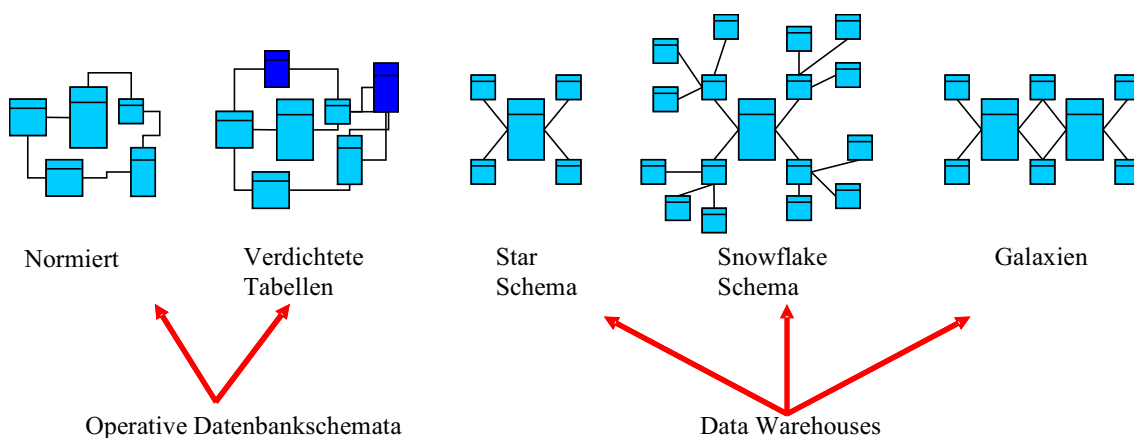 Normiert
Verdichtete
Tabellen
Star
Schema
Snowflake
Schema
Galaxien
Operative Datenbankschemata
Data Warehouses